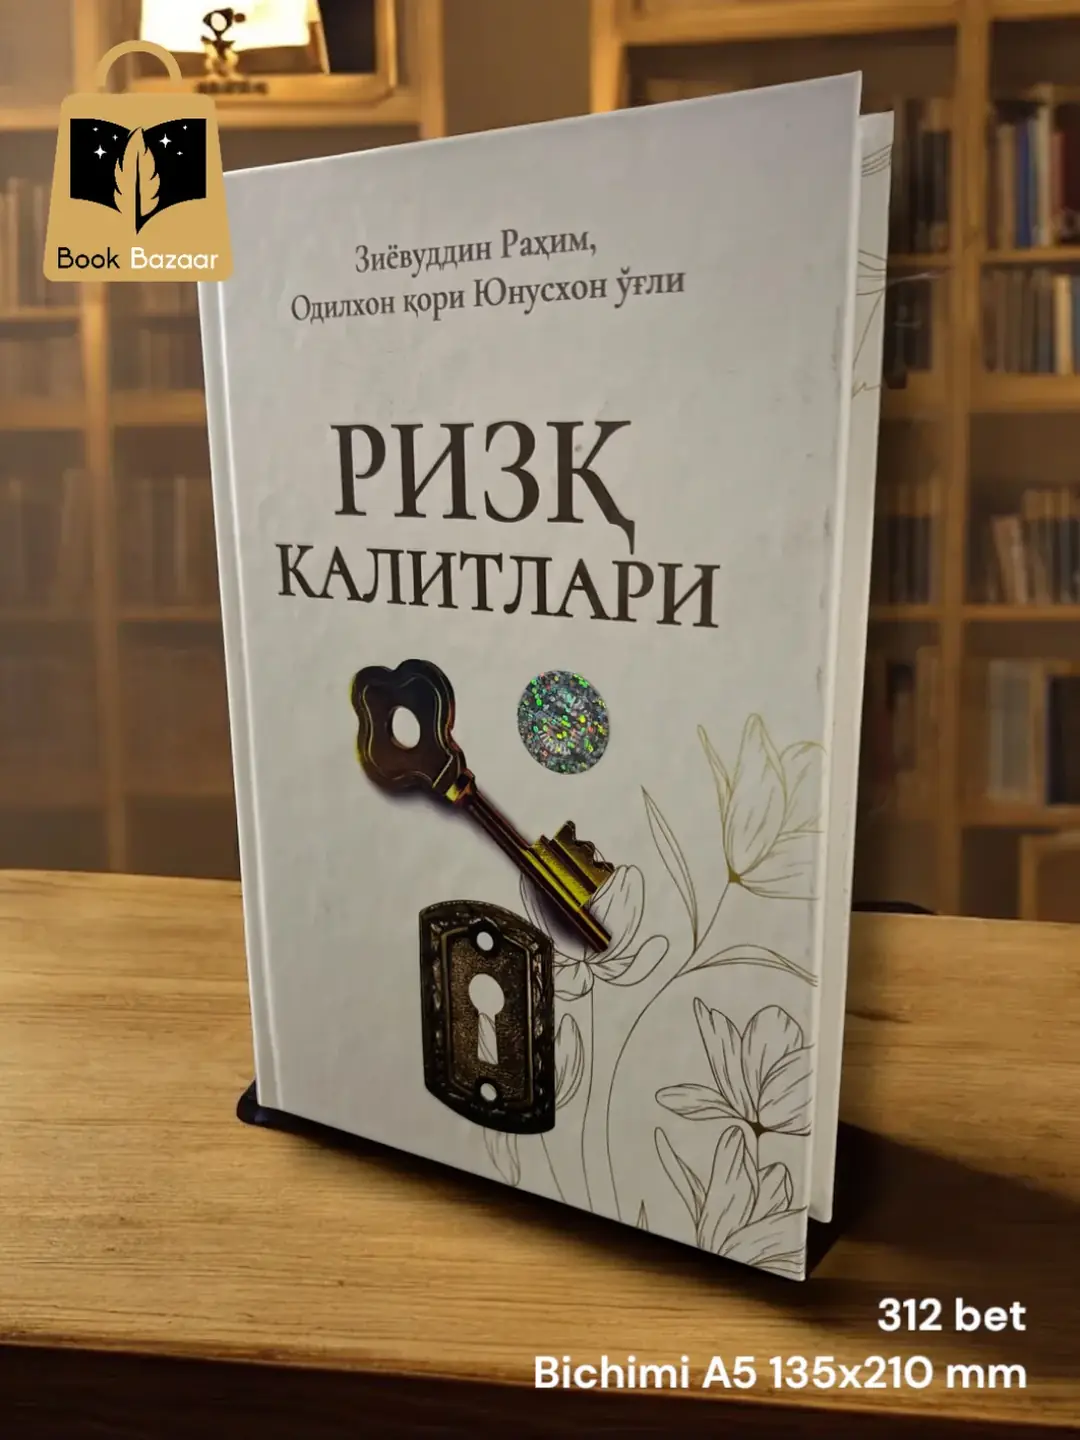 Book Bazaar
Зиёвуддин Раҳим,
Одилхон қори Юнусхон ўғли
РИЗҚ
КАЛИТЛАРИ
312 bet
Bichimi A5 135x210 mm